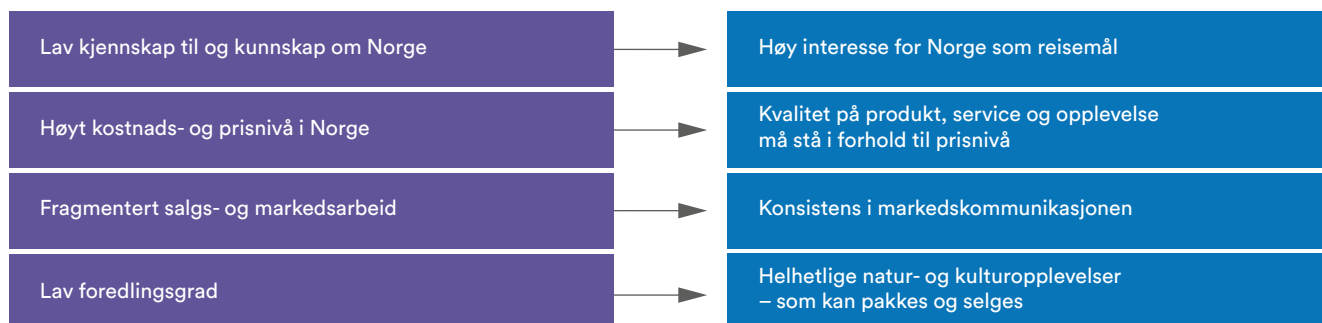 Lav kjennskap til og kunnskap om Norge
Høy interesse for Norge som reisemål
Høyt kostnads- og prisnivå i Norge
Kvalitet på produkt, service og opplevelse
må stå i forhold til prisnivå
Fragmentert salgs- og markedsarbeid
Konsistens i markedskommunikasjonen
Lav foredlingsgrad
Helhetlige natur- og kulturopplevelser
– som kan pakkes og selges